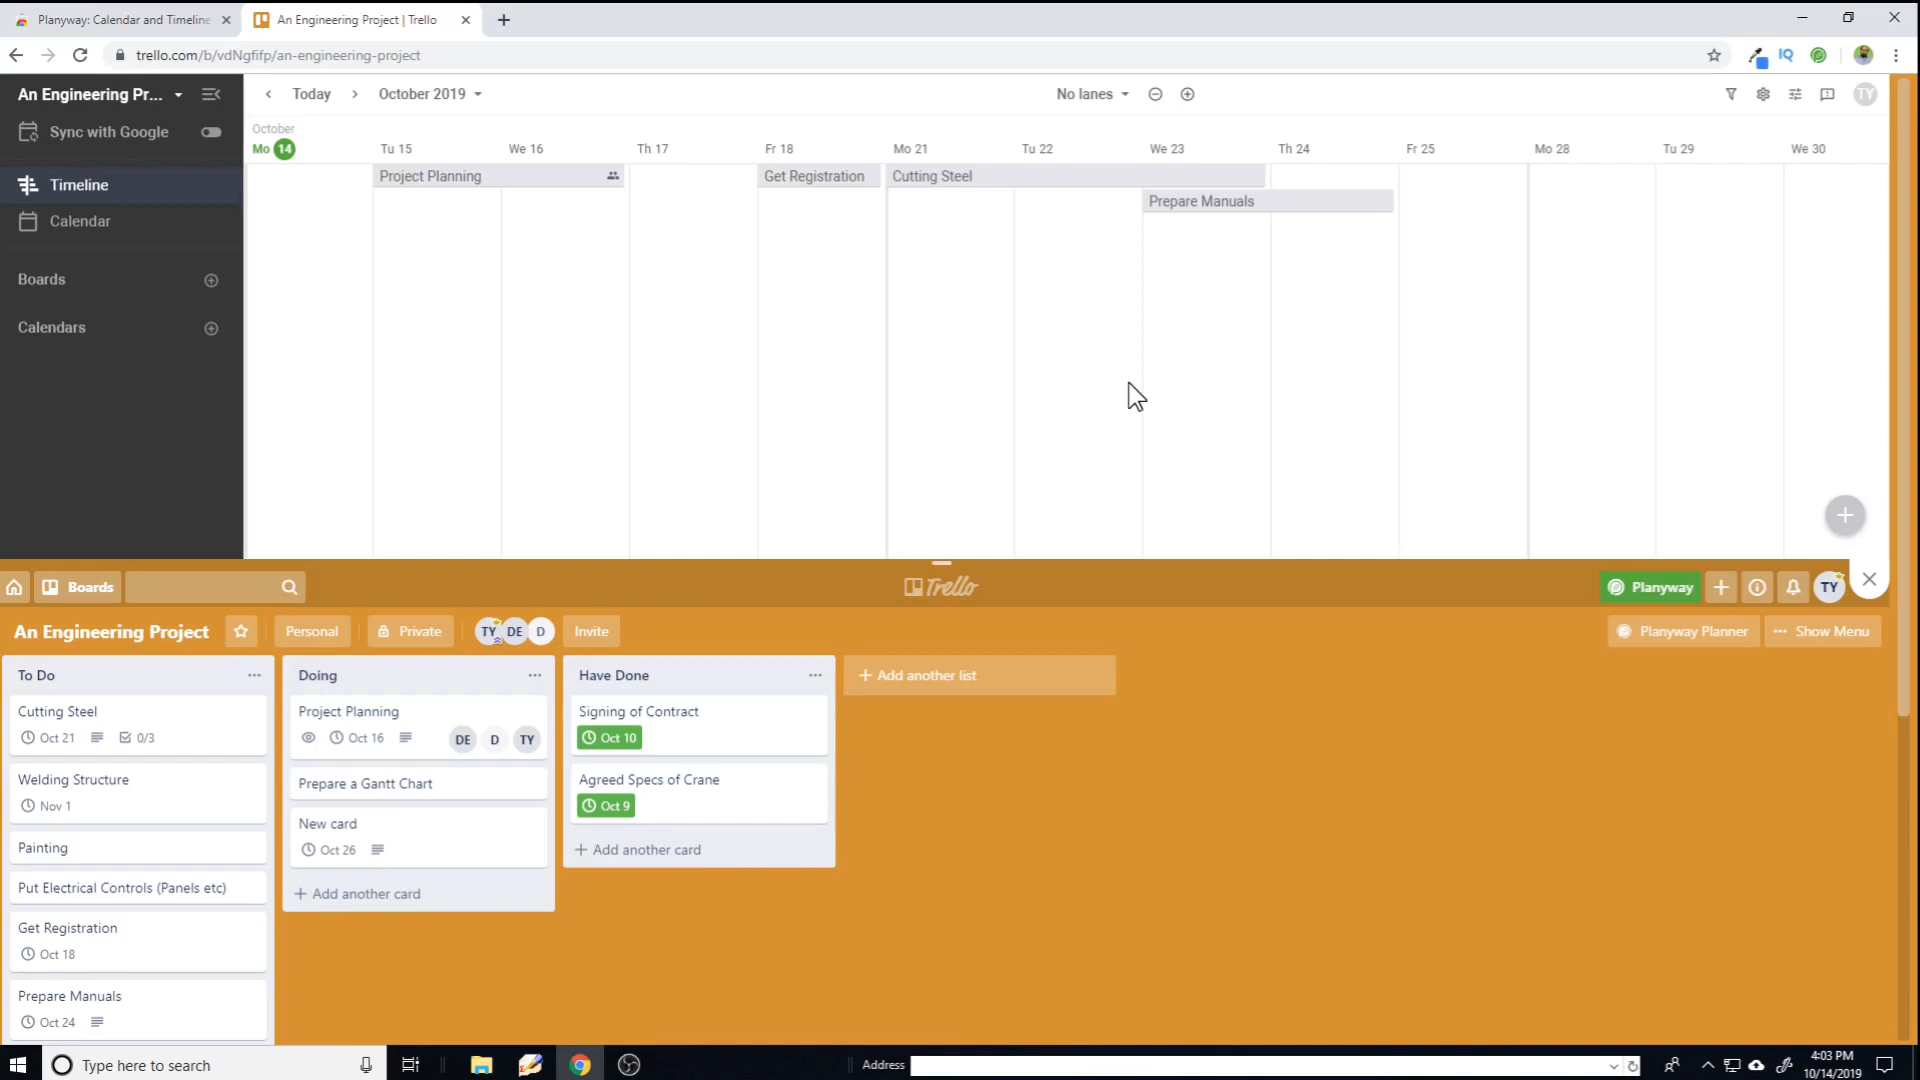 Planyway: Calendar and Timeline
An Engineering Project | Trello
trello.com/b/vdNgfifp/an-engineering-project
IQ
An Engineering Pr...
Today
October 2019
No lanes
TY
Sync with Google
Timeline
Calendar
Boards
Calendars
October
Mo 14
Tu 15
We 16
Th 17
Fr 18
Mo 21
Tu 22
We 23
Th 24
Fr 25
Mo 28
Tu 29
We 30
Project Planning
Get Registration
Cutting Steel
Prepare Manuals
Boards
Trello
Planyway
TY
An Engineering Project
Personal
Private
TY
DE
D
Invite
Planyway Planner
Show Menu
To Do
Cutting Steel
Oct 21
0/3
Welding Structure
Nov 1
Painting
Put Electrical Controls (Panels etc)
Get Registration
Oct 18
Prepare Manuals
Oct 24
Doing
Project Planning
Oct 16
DE
D
TY
Prepare a Gantt Chart
New card
Oct 26
Add another card
Have Done
Signing of Contract
Oct 10
Agreed Specs of Crane
Oct 9
Add another card
Add another list
Type here to search
Address
4:03 PM
10/14/2019